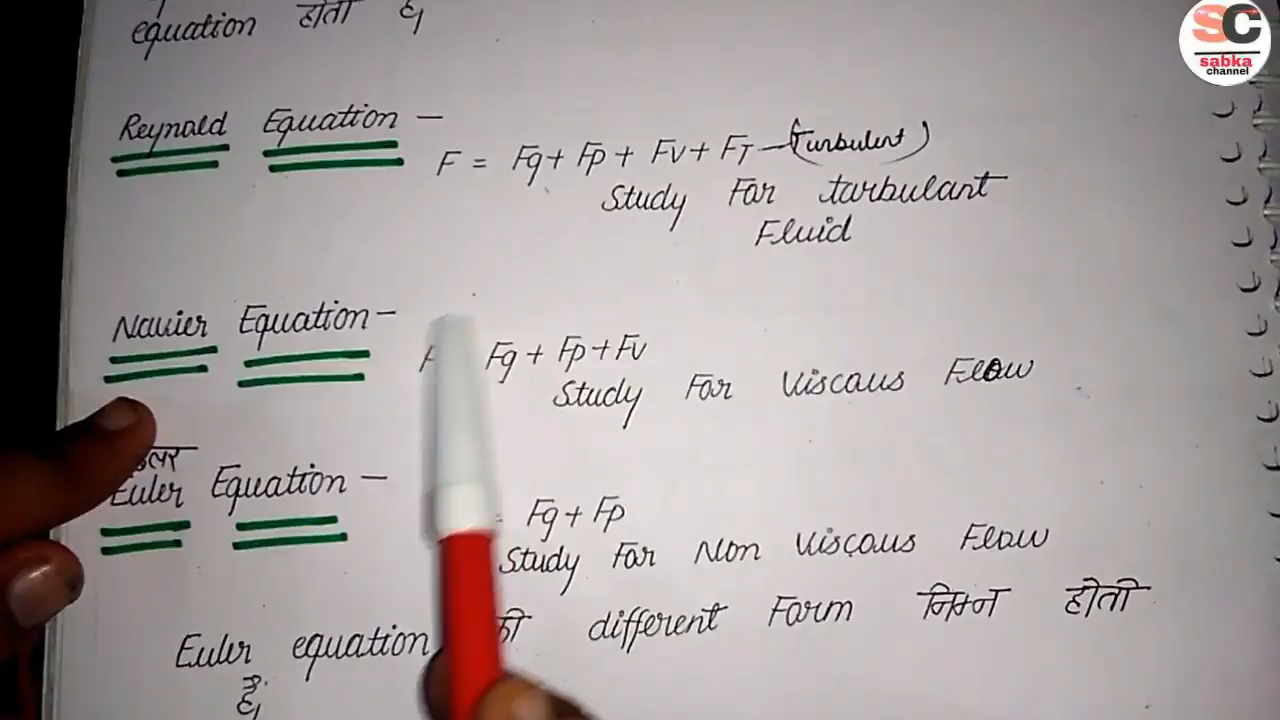 equation होती है,
Reynold Equation -
F = Fg + Fp + Fv + FT - (Turbulent)
Study For turbulant
Fluid
Navier Equation -
Fg + Fp + Fv
Study For Viscous Flow
Euler Equation -
= Fg + Fp
Study For Non Viscous Flow
Euler equation की different Form निम्न होती
है,
SC
sabka
channel